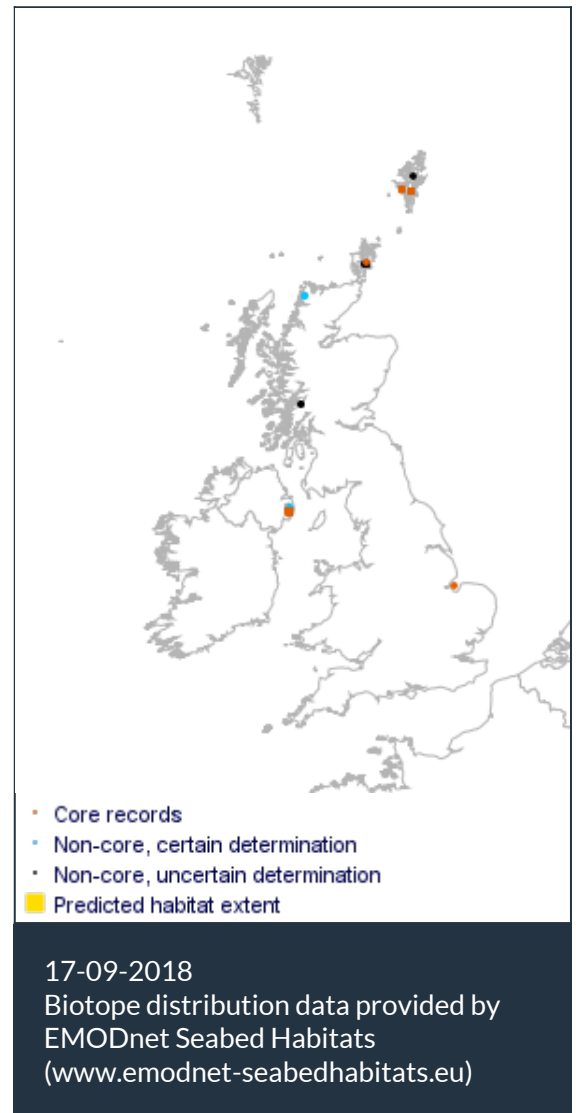 Core records
Non-core, certain determination
Non-core, uncertain determination
Predicted habitat extent
17-09-2018
Biotope distribution data provided by
EMODnet Seabed Habitats
(www.emodnet-seabedhabitats.eu)